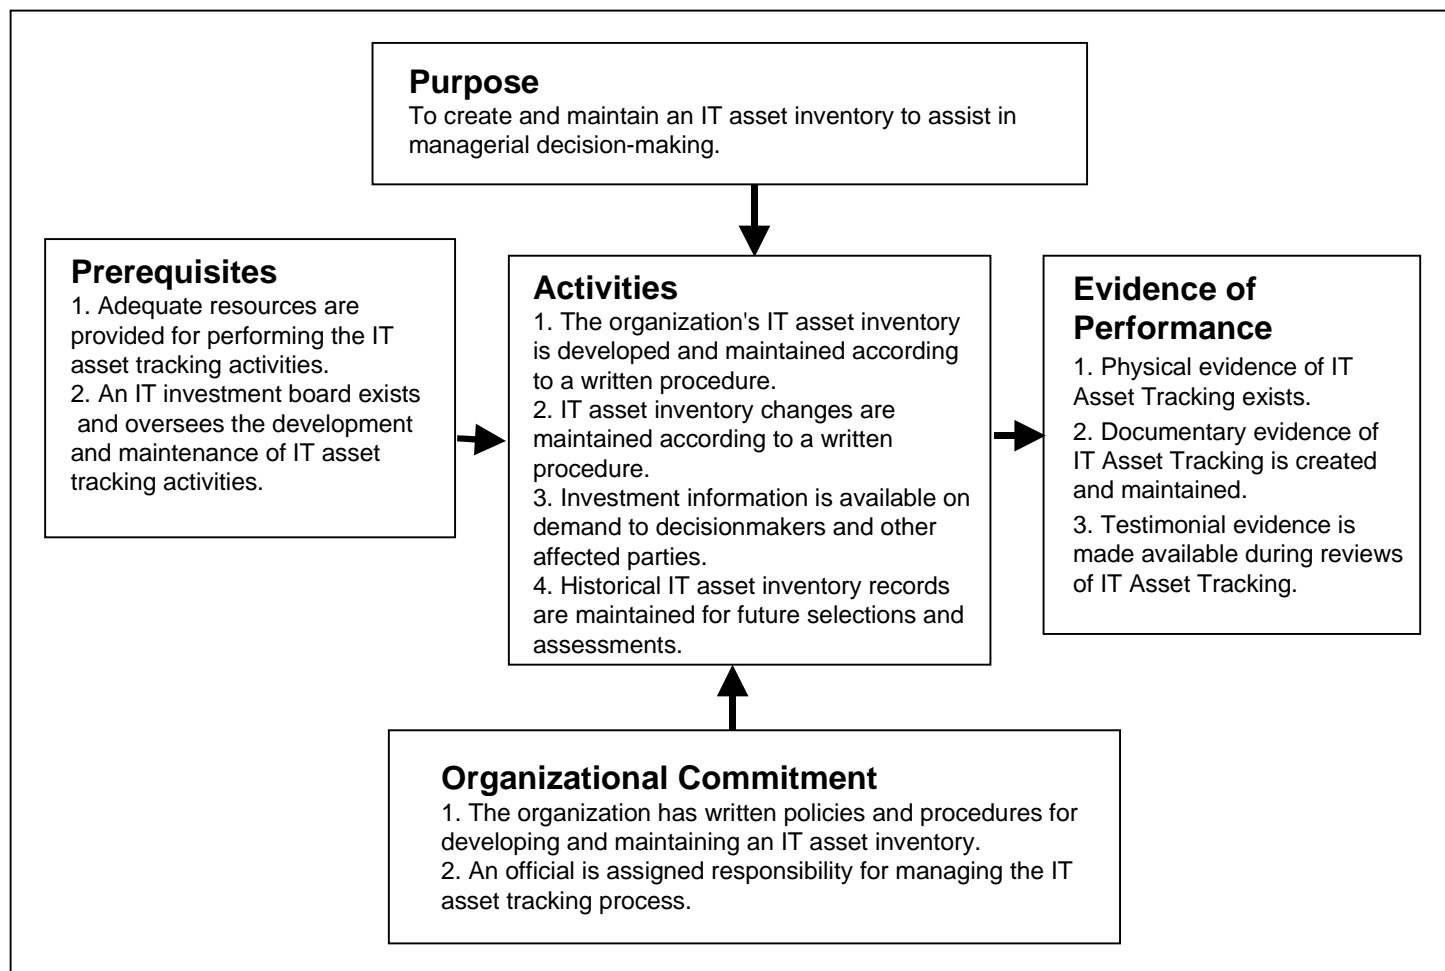 Purpose
To create and maintain an IT asset inventory to assist in
managerial decision-making.
Prerequisites
1. Adequate resources are
provided for performing the IT
asset tracking activities.
2. An IT investment board exists
and oversees the development
and maintenance of IT asset
tracking activities.
Activities
1. The organization's IT asset inventory
is developed and maintained according
to a written procedure.
2. IT asset inventory changes are
maintained according to a written
procedure.
3. Investment information is available on
demand to decisionmakers and other
affected parties.
4. Historical IT asset inventory records
are maintained for future selections and
assessments.
Evidence of
Performance
1. Physical evidence of IT
Asset Tracking exists.
2. Documentary evidence of
IT Asset Tracking is created
and maintained.
3. Testimonial evidence is
made available during reviews
of IT Asset Tracking.
Organizational Commitment
1. The organization has written policies and procedures for
developing and maintaining an IT asset inventory.
2. An official is assigned responsibility for managing the IT
asset tracking process.